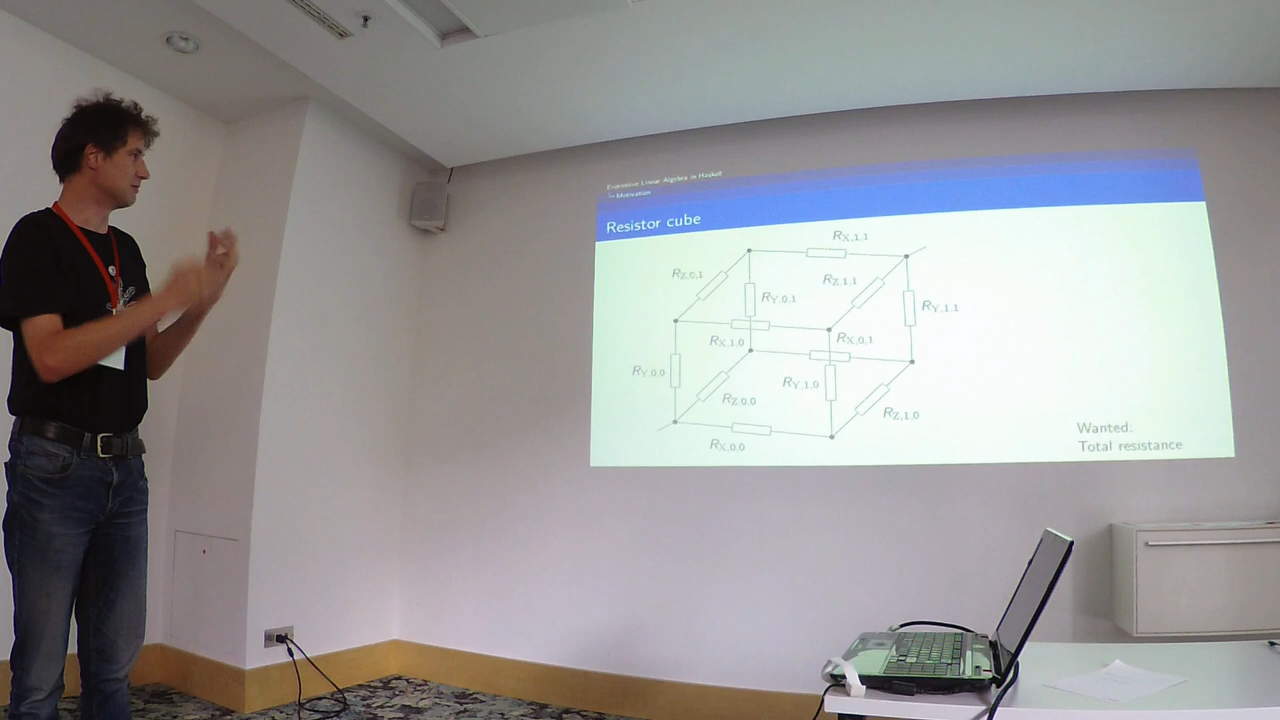 Expressive Linear Algebra in Haskell
Motivation
Resistor cube
RX,1,1
RZ,0,1
RZ,1,1
RY,0,1
RY,1,1
RX,1,0
RX,0,1
RY,0,0
RY,1,0
RZ,0,0
RZ,1,0
RX,0,0
Wanted:
Total resistance